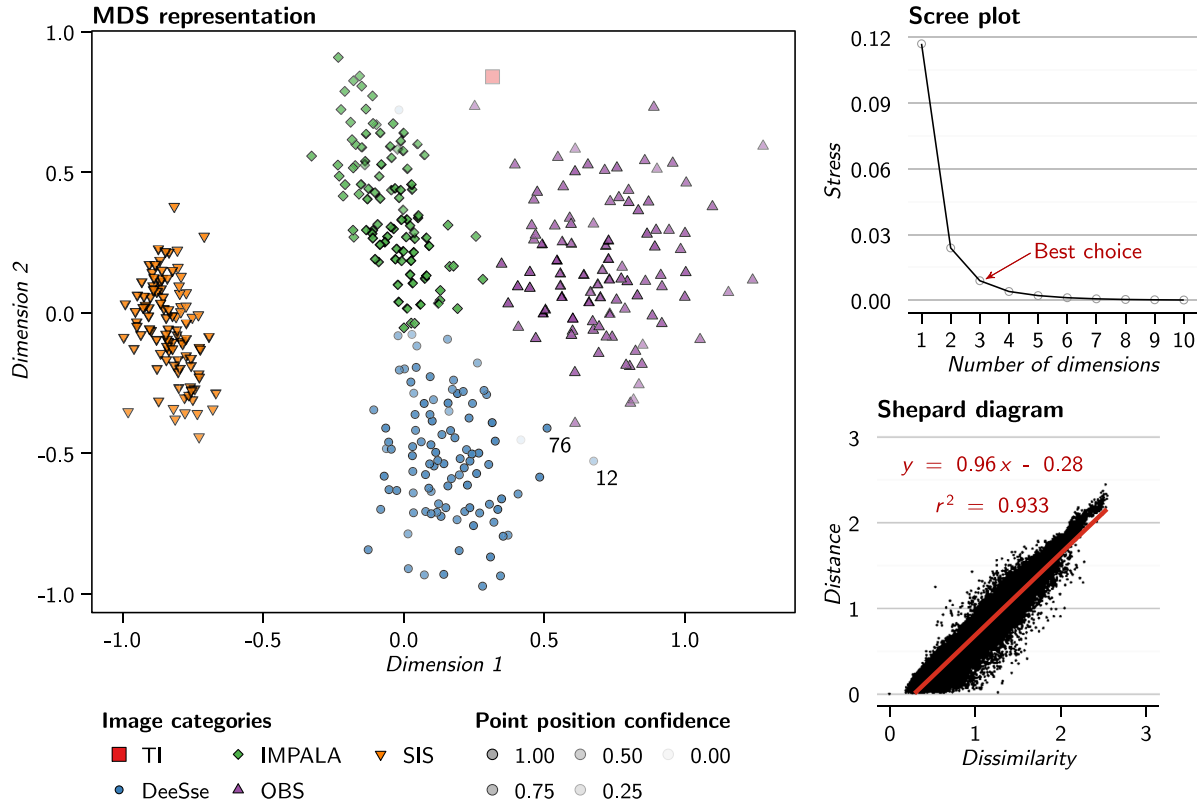 MDS representation
1.0
0.5
0.0
-0.5
-1.0
Dimension 2
76
12
-1.0 -0.5 0.0 0.5 1.0
Dimension 1
Image categories
TI IMPALA SIS
DeeSse OBS
Point position confidence
1.00 0.50 0.00
0.75 0.25
Scree plot
0.12
0.09
0.06
0.03
0.00
Stress
Best choice
1 2 3 4 5 6 7 8 9 10
Number of dimensions
Shepard diagram
3
2
1
0
Distance
y = 0.96x - 0.28
r² = 0.933
0 1 2 3
Dissimilarity